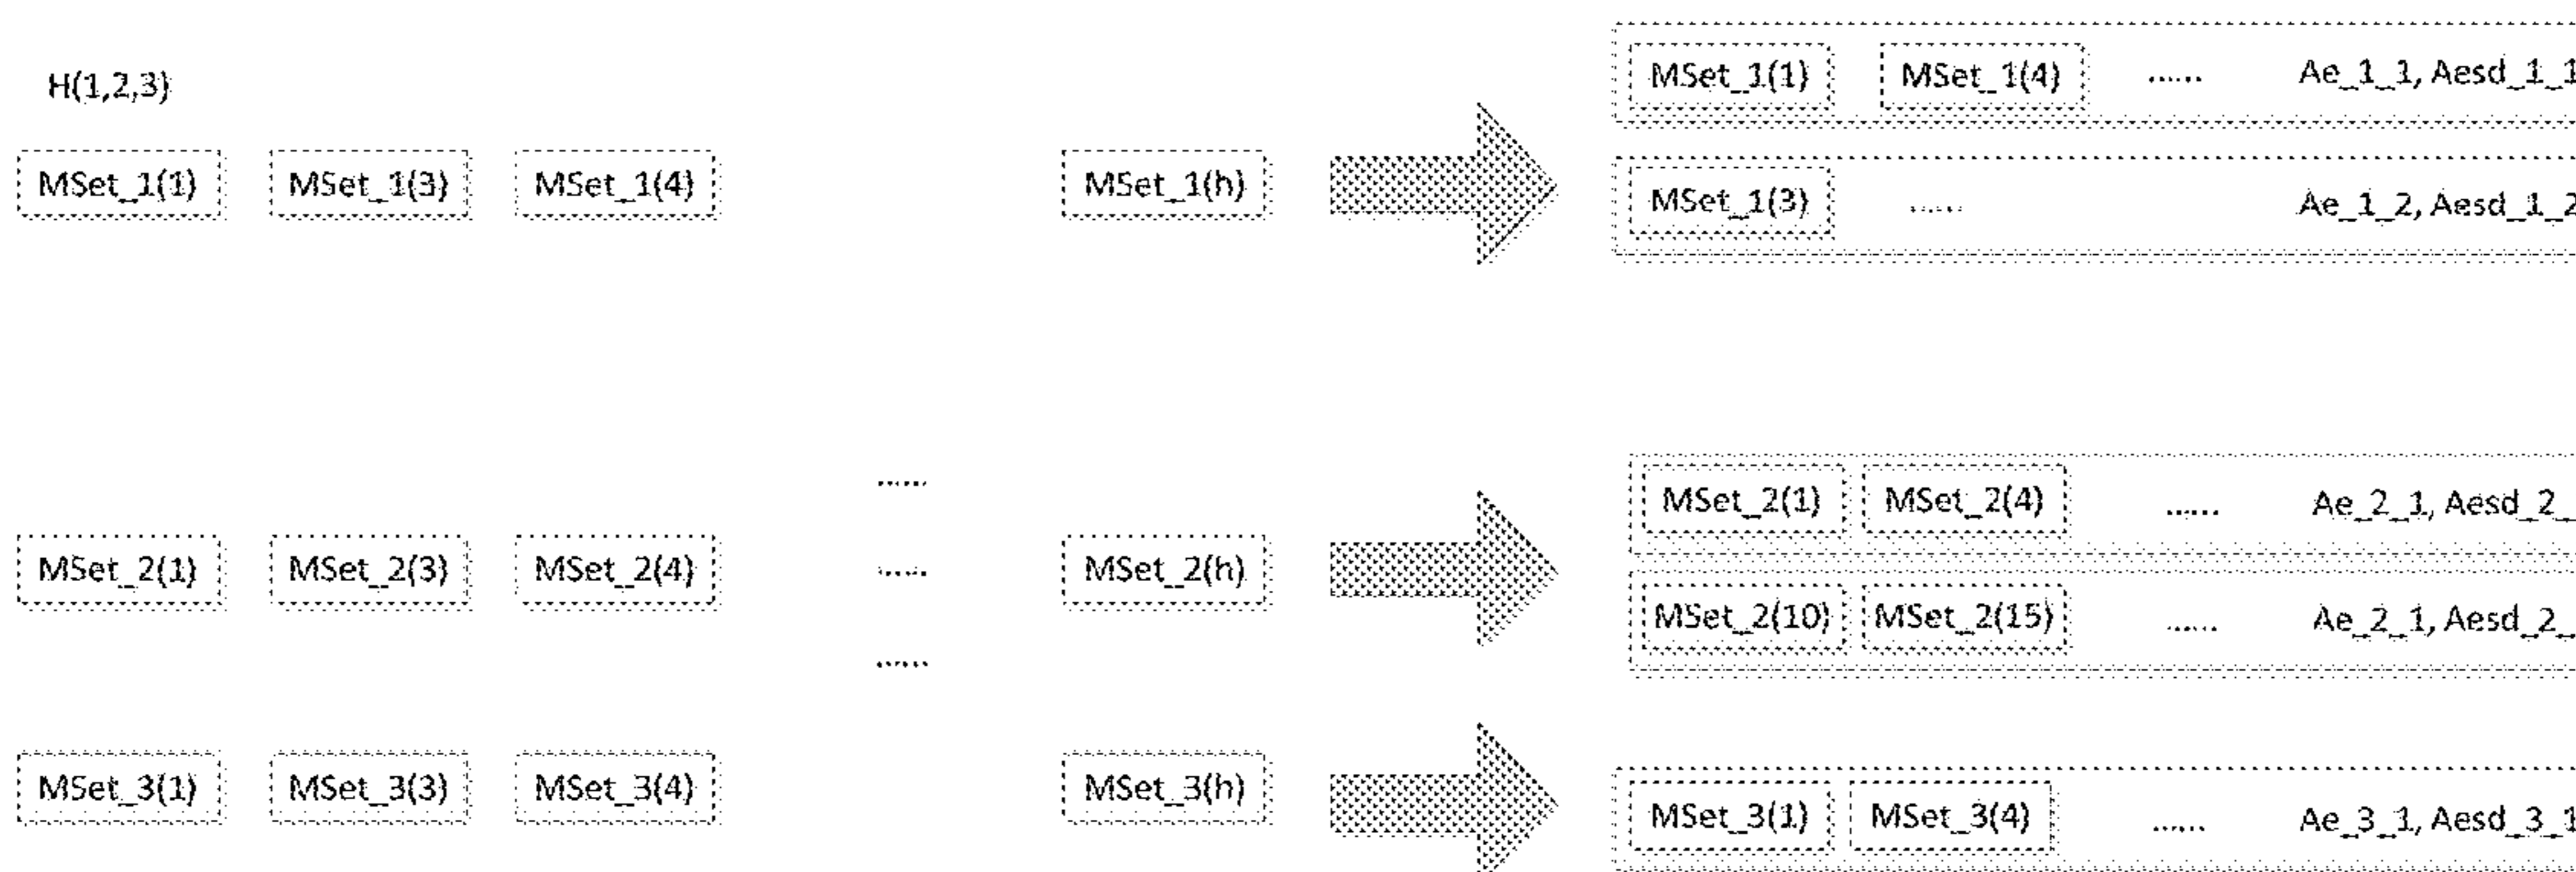 H(1,2,3)
MSet_1(1) MSet_1(3) MSet_1(4) MSet_1(h)
MSet_1(1) MSet_1(4) ...... Ae_1_1, Aesd_1_1
MSet_1(3) ...... Ae_1_2, Aesd_1_2
......
MSet_2(1) MSet_2(3) MSet_2(4) ...... MSet_2(h)
......
MSet_2(1) MSet_2(4) ...... Ae_2_1, Aesd_2_
MSet_2(10) MSet_2(15) ...... Ae_2_1, Aesd_2_
MSet_3(1) MSet_3(3) MSet_3(4) MSet_3(h)
MSet_3(1) MSet_3(4) ...... Ae_3_1, Aesd_3_1